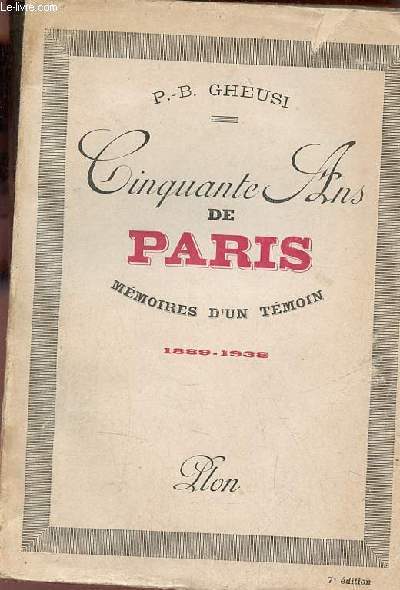 Le-livre.com
P.-B. GHEUSI
Cinquante Ans
DE
PARIS
MÉMOIRES D'UN TÉMOIN
1889-1938
Plon
7e édition